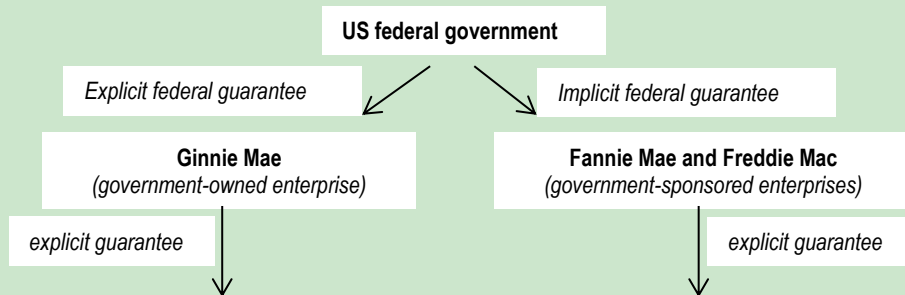 US federal government
Explicit federal guarantee
Implicit federal guarantee
Ginnie Mae
(government-owned enterprise)
Fannie Mae and Freddie Mac
(government-sponsored enterprises)
explicit guarantee
explicit guarantee